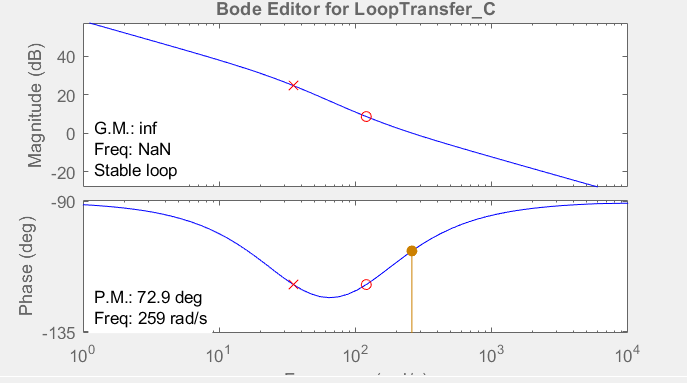 Bode Editor for LoopTransfer_C
Magnitude (dB)
40
20
0
-20
G.M.: inf
Freq: NaN
Stable loop
Phase (deg)
-90
-135
P.M.: 72.9 deg
Freq: 259 rad/s
10^0 10^1 10^2 10^3 10^4